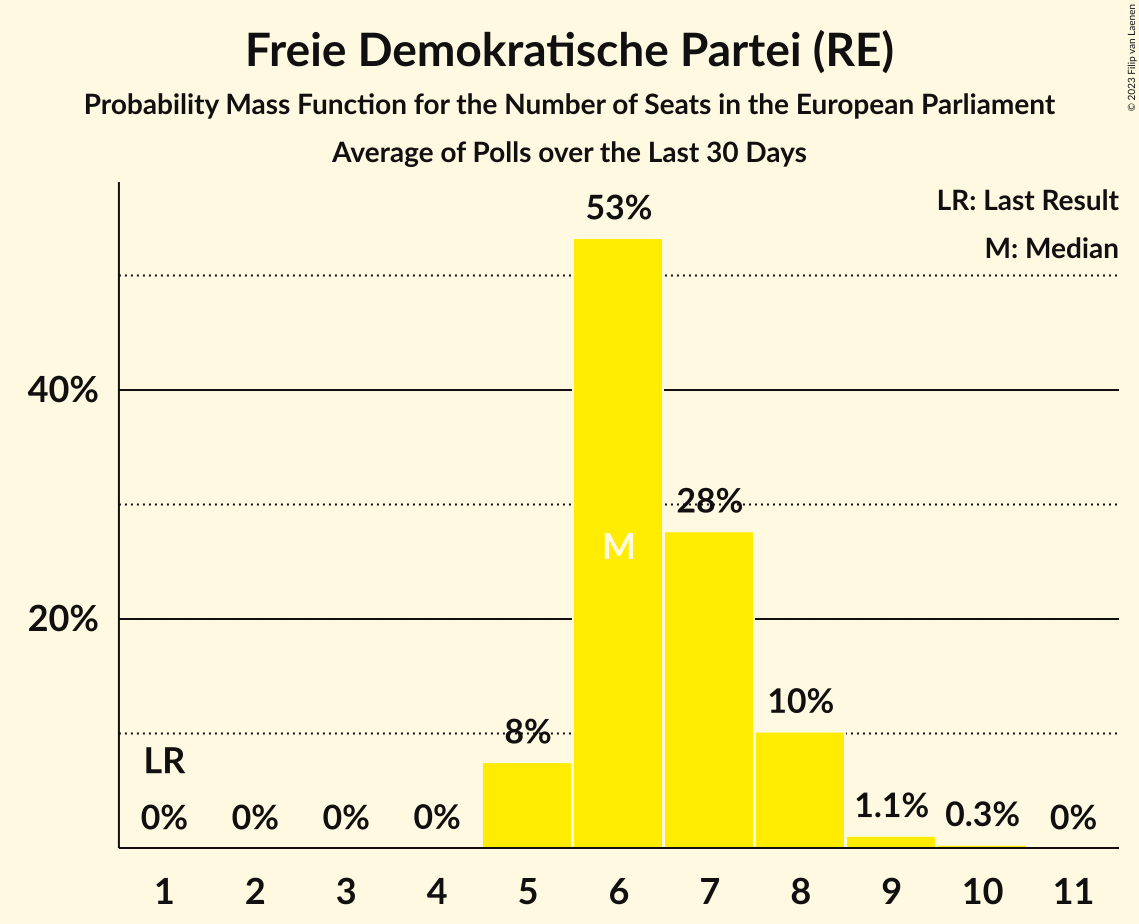 Freie Demokratische Partei (RE)
Probability Mass Function for the Number of Seats in the European Parliament
Average of Polls over the Last 30 Days
© 2023 Filip van Laenen
LR: Last Result
M: Median
53%
40%
28%
M
20%
10%
8%
LR
1.1%
0.3%
0% 0% 0% 0% 0%
1 2 3 4 5 6 7 8 9 10 11